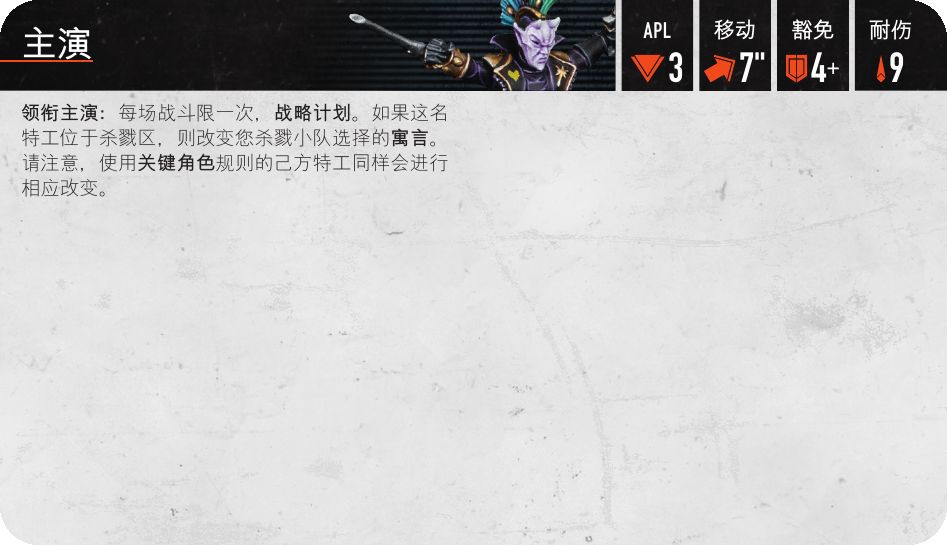 主演
APL
3
移动
7"
豁免
4+
耐伤
9
领衔主演：每场战斗限一次，战略计划。如果这名
特工位于杀戮区，则改变您杀戮小队选择的寓言。
请注意，使用关键角色规则的己方特工同样会进行
相应改变。